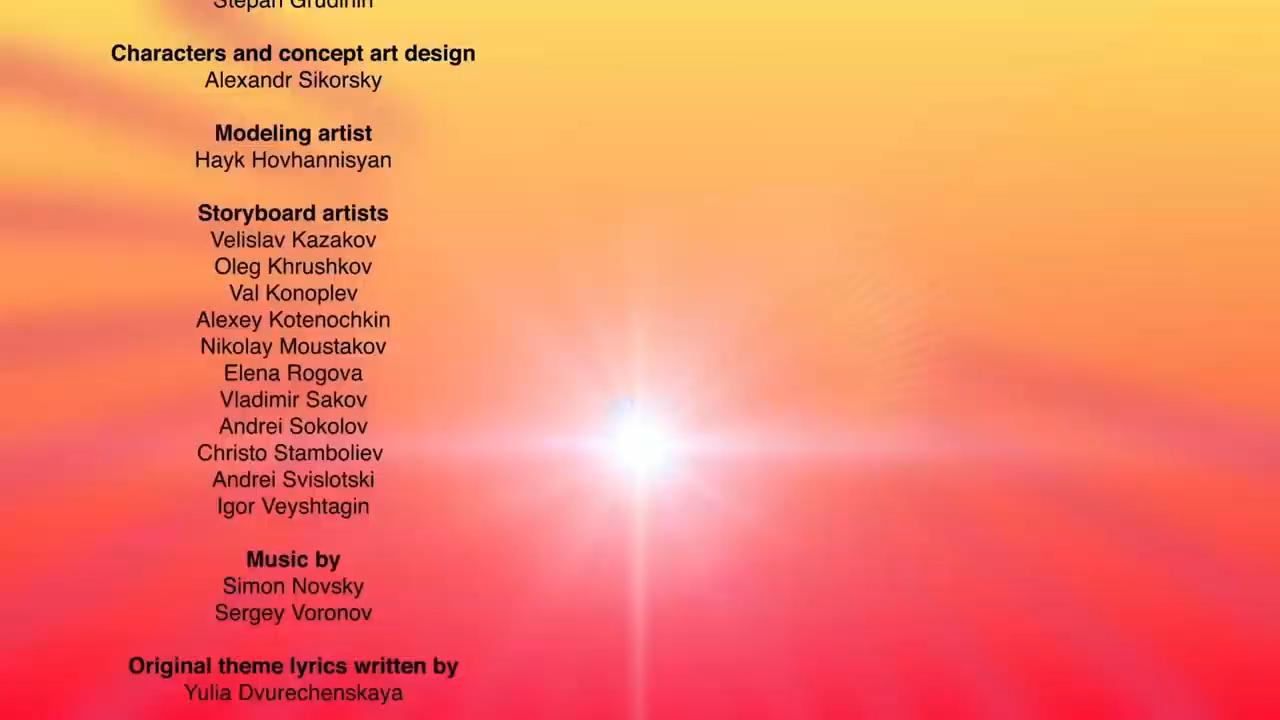 Stepan Grudinin
Characters and concept art design
Alexandr Sikorsky
Modeling artist
Hayk Hovhannisyan
Storyboard artists
Velislav Kazakov
Oleg Khrushkov
Val Konoplev
Alexey Kotenochkin
Nikolay Moustakov
Elena Rogova
Vladimir Sakov
Andrei Sokolov
Christo Stamboliev
Andrei Svislotski
Igor Veyshtagin
Music by
Simon Novsky
Sergey Voronov
Original theme lyrics written by
Yulia Dvurechenskaya